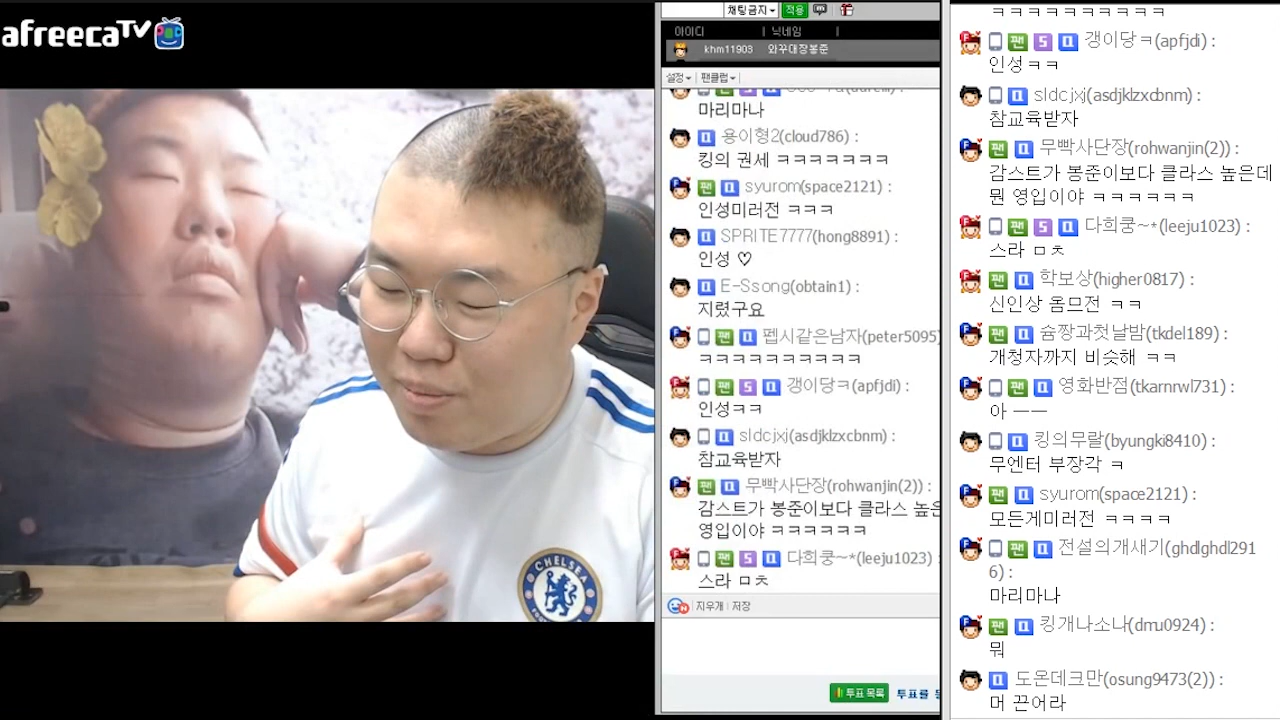 afreecaTV
채팅금지 적용
아이디 닉네임
khm11903 와꾸대장봉준
설정 팬클럽
마리마나
용이형2(cloud786) :
킹의 권세 ㅋㅋㅋㅋㅋㅋㅋ
syurom(space2121) :
인성미러전 ㅋㅋㅋ
SPRITE7777(hong8891) :
인성 ♡
E-Ssong(obtain1) :
지렸구요
펩시같은남자(peter5095)
ㅋㅋㅋㅋㅋㅋㅋㅋㅋㅋ
갱이당ㅋ(apfjdi) :
인성ㅋㅋ
sldcjxj(asdjklzxcbnm) :
참교육받자
무빡사단장(rohwanjin(2)) :
감스트가 봉준이보다 클라스 높은
영입이야 ㅋㅋㅋㅋㅋㅋ
다희쿵~*(leeju1023) :
스라 ㅁㅊ
지우개 저장
투표 목록 투표를
CHELSEA
ㅋㅋㅋㅋㅋㅋㅋㅋㅋㅋ
갱이당ㅋ(apfjdi) :
인성ㅋㅋ
sldcjxj(asdjklzxcbnm) :
참교육받자
무빡사단장(rohwanjin(2)) :
감스트가 봉준이보다 클라스 높은데
뭔 영입이야 ㅋㅋㅋㅋㅋㅋ
다희쿵~*(leeju1023) :
스라 ㅁㅊ
학보상(higher0817) :
신인상 옴므전 ㅋㅋ
슘짱과첫날밤(tkdel189) :
개청자까지 비슷해 ㅋㅋ
영화반점(tkarnrwl731) :
아 ㅡㅡ
킹의무랄(byungki8410) :
무엔터 부장각 ㅋ
syurom(space2121) :
모든게미러전 ㅋㅋㅋㅋ
전설의개새기(ghdlghdl291
6) :
마리마나
킹개나소나(dmu0924) :
뭐
도온데크만(osung9473(2)) :
머 끈어라